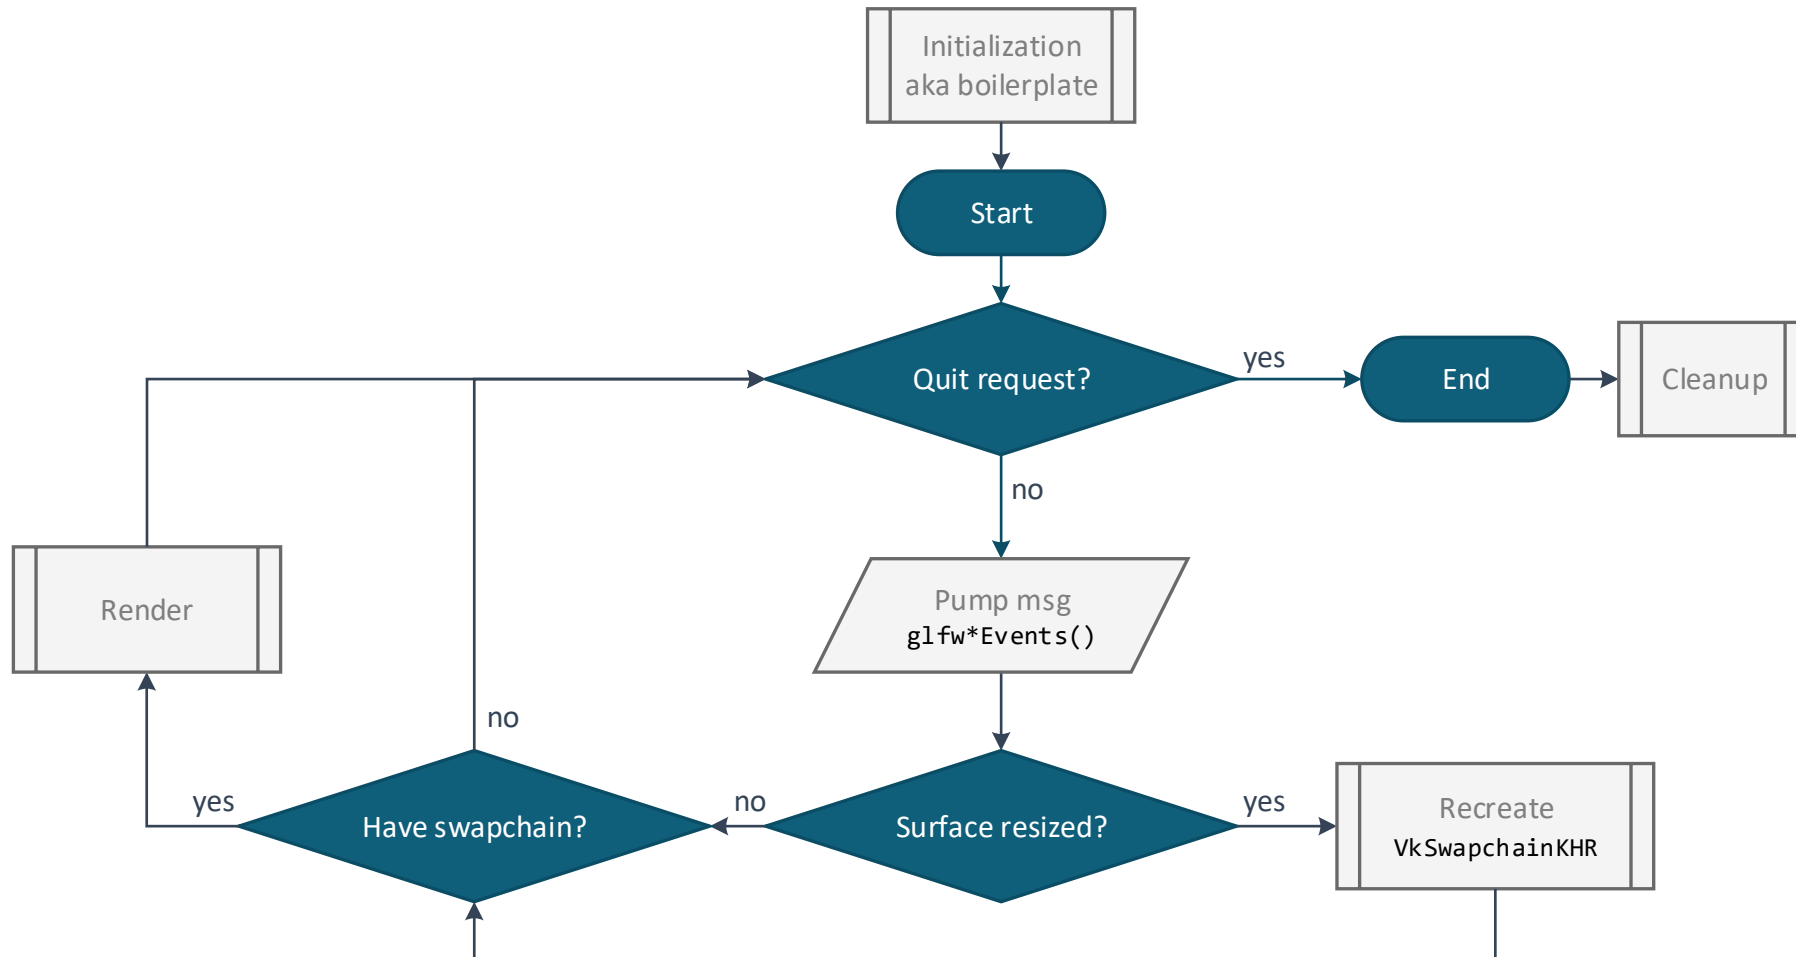 Initialization
aka boilerplate
Start
Quit request?
yes
End
Cleanup
no
Pump msg
glfw*Events()
Render
no
yes
Have swapchain?
no
Surface resized?
yes
Recreate
VkSwapchainKHR